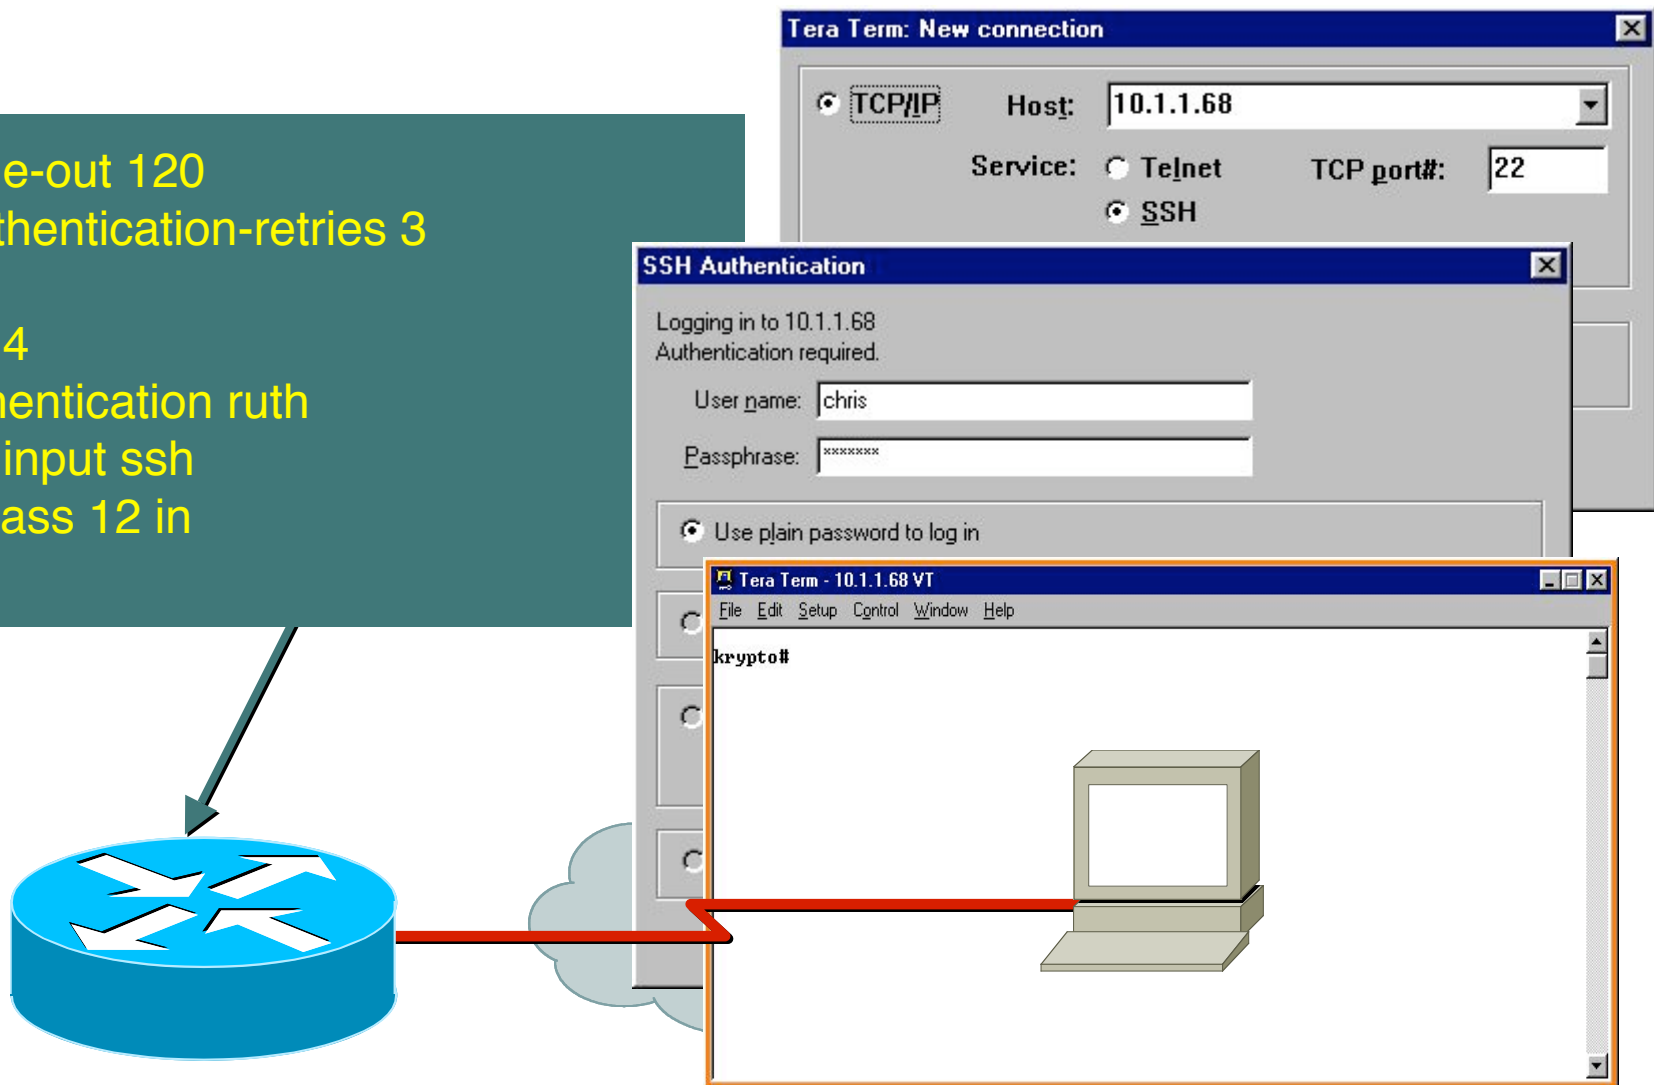 e-out 120
thentication-retries 3
4
nentication ruth
input ssh
ass 12 in
Tera Term: New connection
TCP/IP Host: 10.1.1.68
Service: Telnet TCP port#: 22
SSH
SSH Authentication
Logging in to 10.1.1.68
Authentication required.
User name: chris
Passphrase: xxxxxxx
Use plain password to log in
Tera Term - 10.1.1.68 VT
File Edit Setup Control Window Help
krypto#